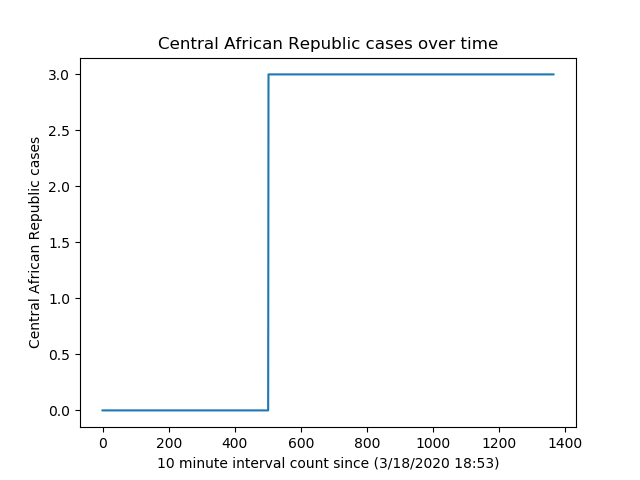 Central African Republic cases over time
Central African Republic cases
3.0
2.5
2.0
1.5
1.0
0.5
0.0
0 200 400 600 800 1000 1200 1400
10 minute interval count since (3/18/2020 18:53)